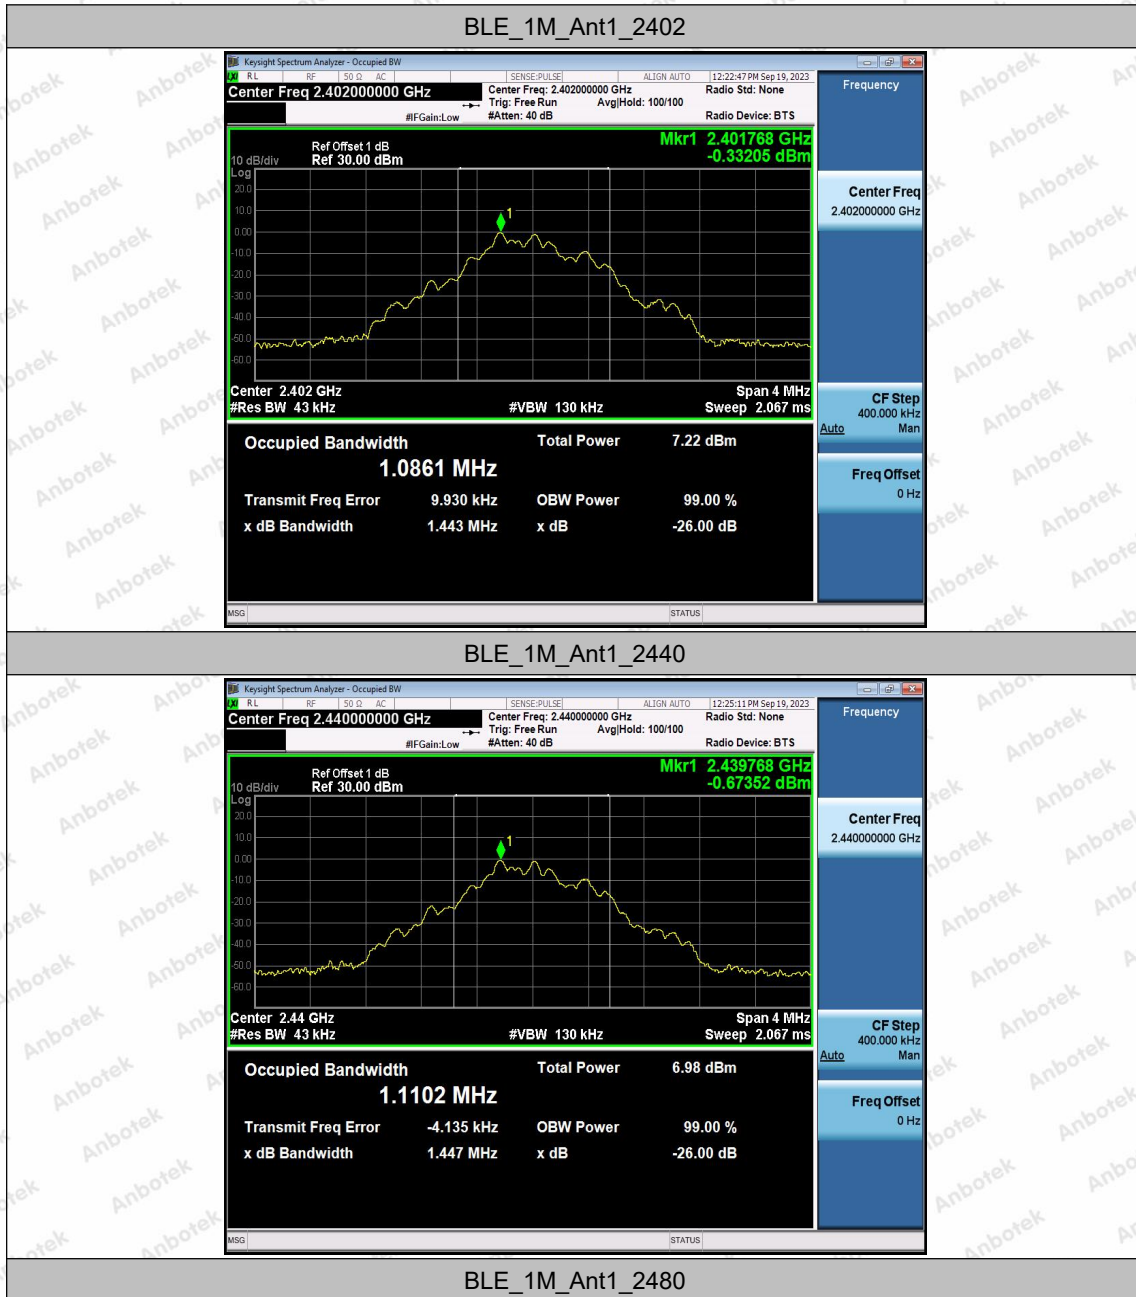 BLE_1M_Ant1_2402
Keysight Spectrum Analyzer - Occupied BW
LXI RL RF 50 Ω AC SENSE:PULSE ALIGN AUTO 12:22:47 PM Sep 19, 2023
Center Freq 2.402000000 GHz Center Freq: 2.402000000 GHz Radio Std: None
Trig: Free Run Avg|Hold: 100/100
#IFGain:Low #Atten: 40 dB Radio Device: BTS
Frequency
Mkr1 2.401768 GHz
-0.33205 dBm
Ref Offset 1 dB
10 dB/div Ref 30.00 dBm
Log
20.0
10.0
0.00
-10.0
-20.0
-30.0
-40.0
-50.0
-60.0
1
Center Freq
2.402000000 GHz
Center 2.402 GHz Span 4 MHz
#Res BW 43 kHz #VBW 130 kHz Sweep 2.067 ms
CF Step
400.000 kHz
Auto Man
Freq Offset
0 Hz
Occupied Bandwidth Total Power 7.22 dBm
1.0861 MHz
Transmit Freq Error 9.930 kHz OBW Power 99.00 %
x dB Bandwidth 1.443 MHz x dB -26.00 dB
MSG STATUS
BLE_1M_Ant1_2440
Keysight Spectrum Analyzer - Occupied BW
LXI RL RF 50 Ω AC SENSE:PULSE ALIGN AUTO 12:25:11 PM Sep 19, 2023
Center Freq 2.440000000 GHz Center Freq: 2.440000000 GHz Radio Std: None
Trig: Free Run Avg|Hold: 100/100
#IFGain:Low #Atten: 40 dB Radio Device: BTS
Frequency
Mkr1 2.439768 GHz
-0.67352 dBm
Ref Offset 1 dB
10 dB/div Ref 30.00 dBm
Log
20.0
10.0
0.00
-10.0
-20.0
-30.0
-40.0
-50.0
-60.0
1
Center Freq
2.440000000 GHz
Center 2.44 GHz Span 4 MHz
#Res BW 43 kHz #VBW 130 kHz Sweep 2.067 ms
CF Step
400.000 kHz
Auto Man
Freq Offset
0 Hz
Occupied Bandwidth Total Power 6.98 dBm
1.1102 MHz
Transmit Freq Error -4.135 kHz OBW Power 99.00 %
x dB Bandwidth 1.447 MHz x dB -26.00 dB
MSG STATUS
BLE_1M_Ant1_2480
Anbotek